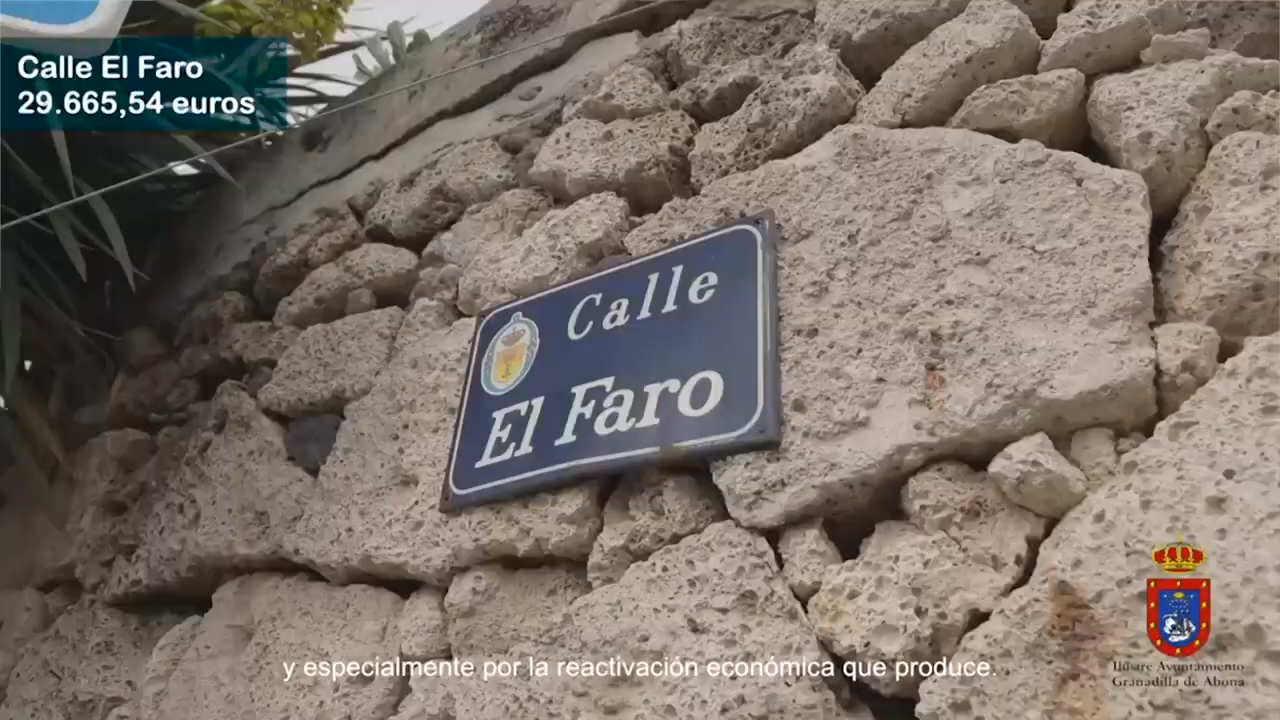 Calle El Faro
29.665,54 euros
Calle
El Faro
y especialmente por la reactivación económica que produce.
Ilustre Ayuntamiento
Granadilla de Abona